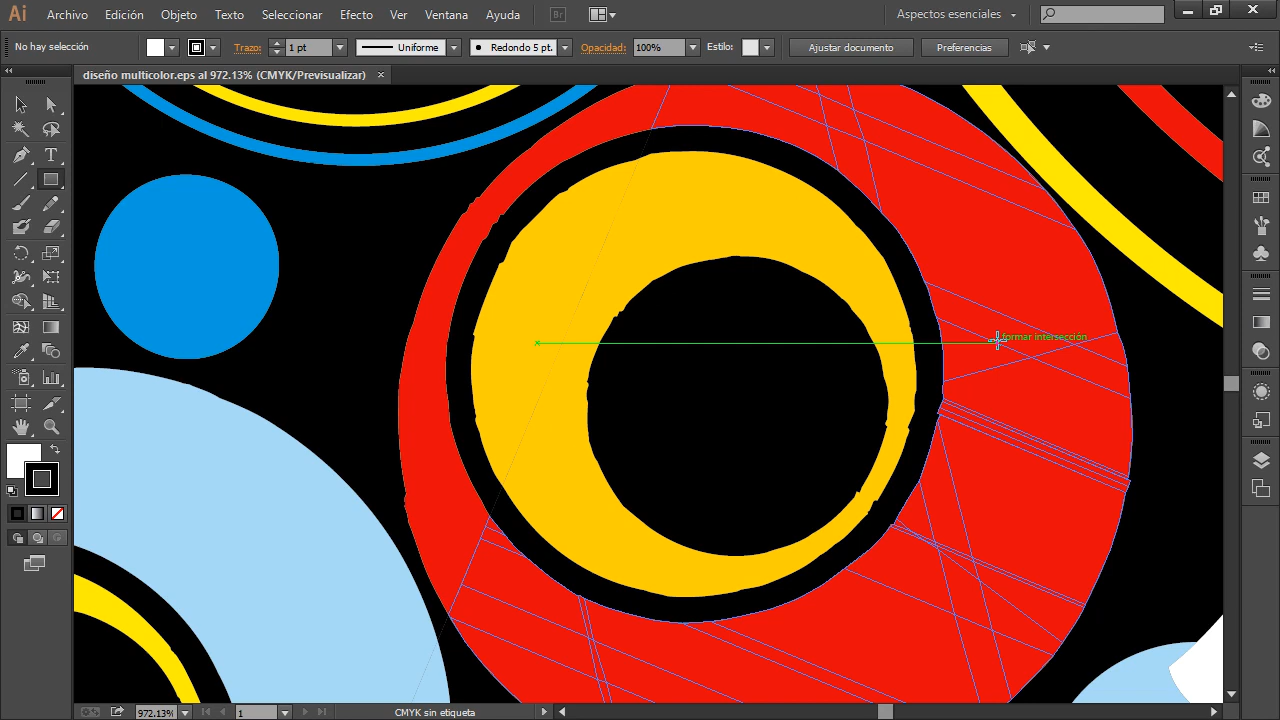 Ai Archivo Edición Objeto Texto Seleccionar Efecto Ver Ventana Ayuda Br Aspectos esenciales
No hay selección Trazo: 1 pt Uniforme Redondo 5 pt. Opacidad: 100% Estilo: Ajustar documento Preferencias
diseño multicolor.eps al 972.13% (CMYK/Previsualizar) ×
formar intersección
972.13% 1 CMYK sin etiqueta